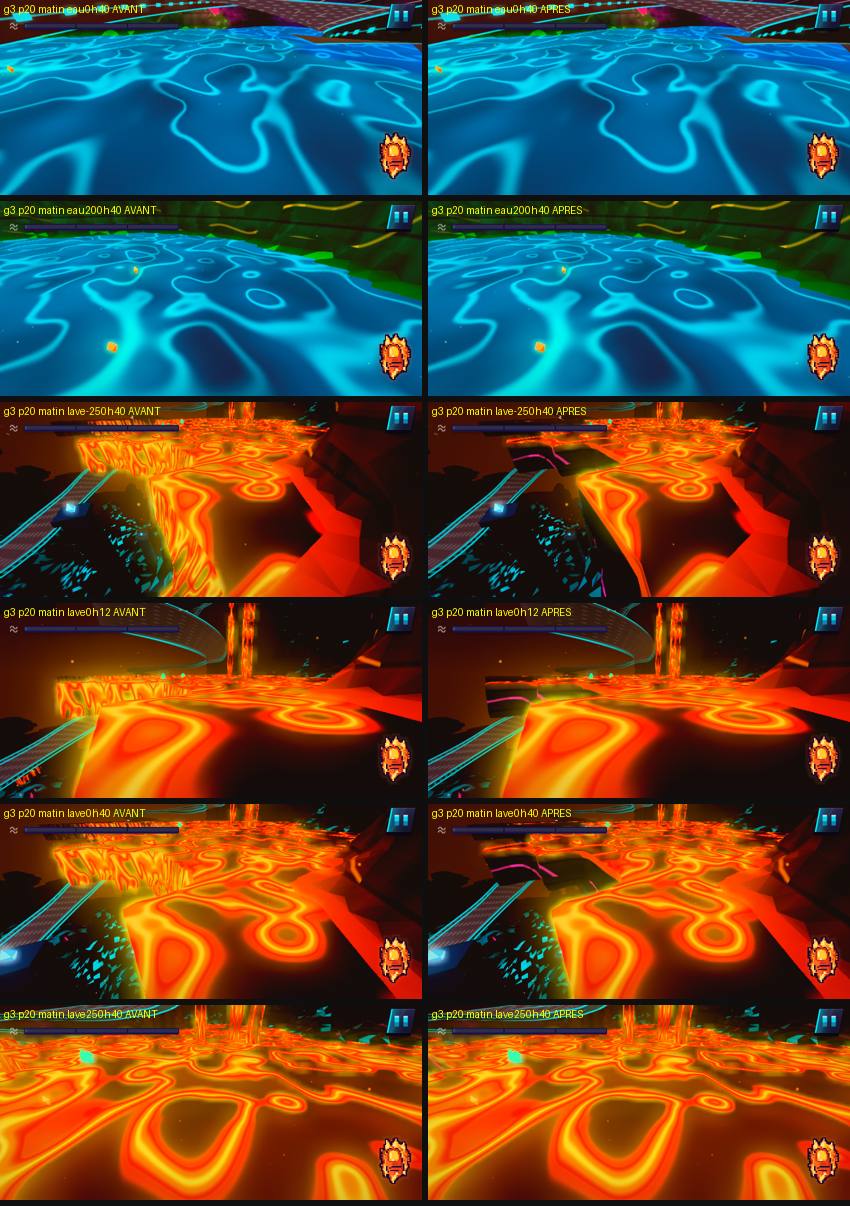 g3 p20 matin eau0h40 AVANT
g3 p20 matin eau0h40 APRES
g3 p20 matin eau200h40 AVANT
g3 p20 matin eau200h40 APRES
g3 p20 matin lave-250h40 AVANT
g3 p20 matin lave-250h40 APRES
g3 p20 matin lave0h12 AVANT
g3 p20 matin lave0h12 APRES
g3 p20 matin lave0h40 AVANT
g3 p20 matin lave0h40 APRES
g3 p20 matin lave250h40 AVANT
g3 p20 matin lave250h40 APRES